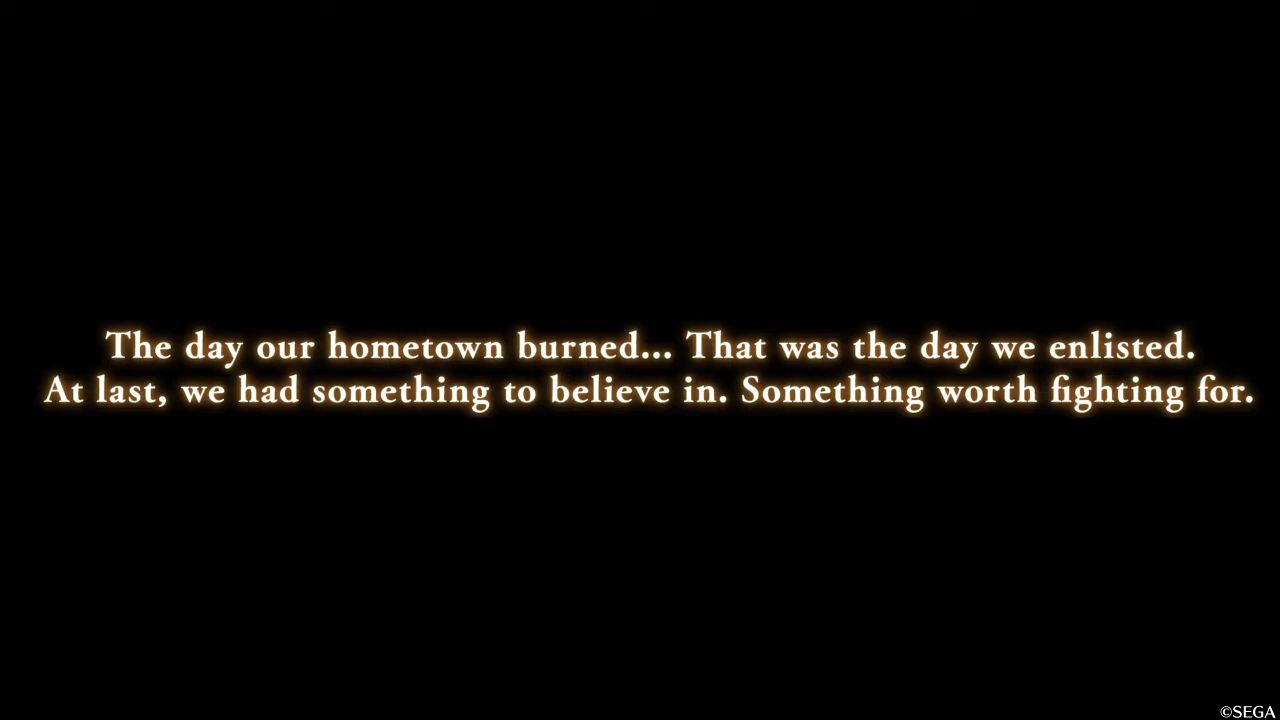 The day our hometown burned... That was the day we enlisted.
At last, we had something to believe in. Something worth fighting for.
©SEGA